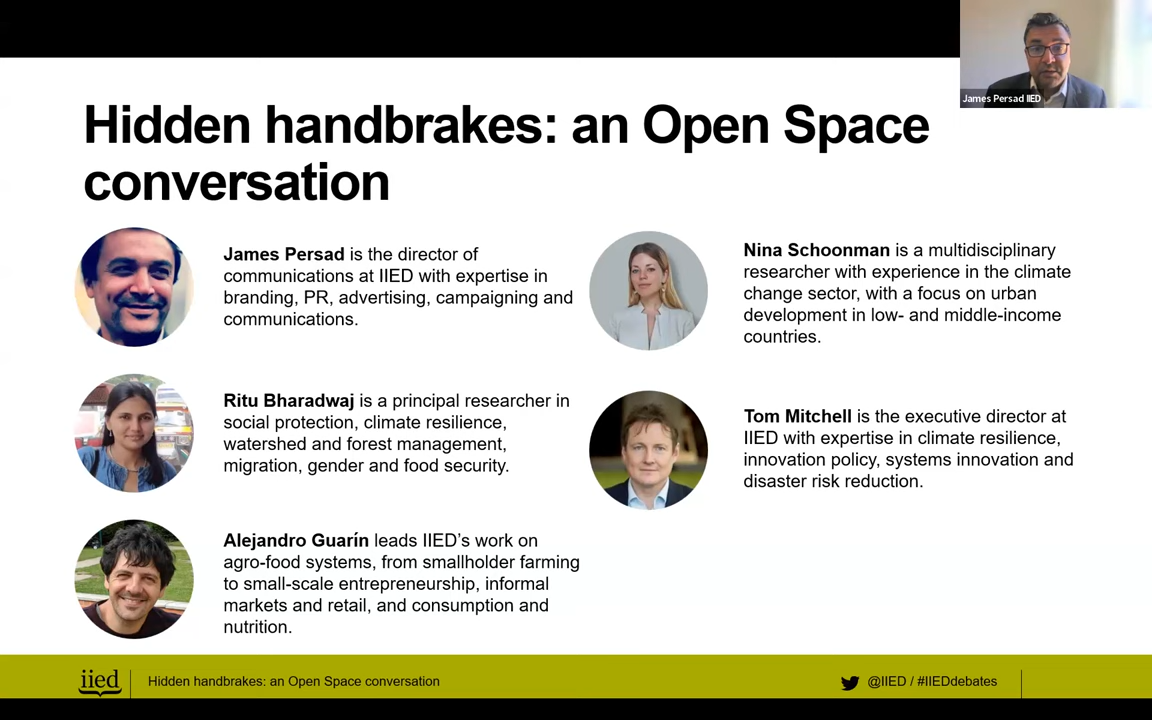 James Persad IIED
Hidden handbrakes: an Open Space
conversation
James Persad is the director of
communications at IIED with expertise in
branding, PR, advertising, campaigning and
communications.
Ritu Bharadwaj is a principal researcher in
social protection, climate resilience,
watershed and forest management,
migration, gender and food security.
Alejandro Guarín leads IIED’s work on
agro-food systems, from smallholder farming
to small-scale entrepreneurship, informal
markets and retail, and consumption and
nutrition.
Nina Schoonman is a multidisciplinary
researcher with experience in the climate
change sector, with a focus on urban
development in low- and middle-income
countries.
Tom Mitchell is the executive director at
IIED with expertise in climate resilience,
innovation policy, systems innovation and
disaster risk reduction.
iied
Hidden handbrakes: an Open Space conversation
@IIED / #IIEDdebates